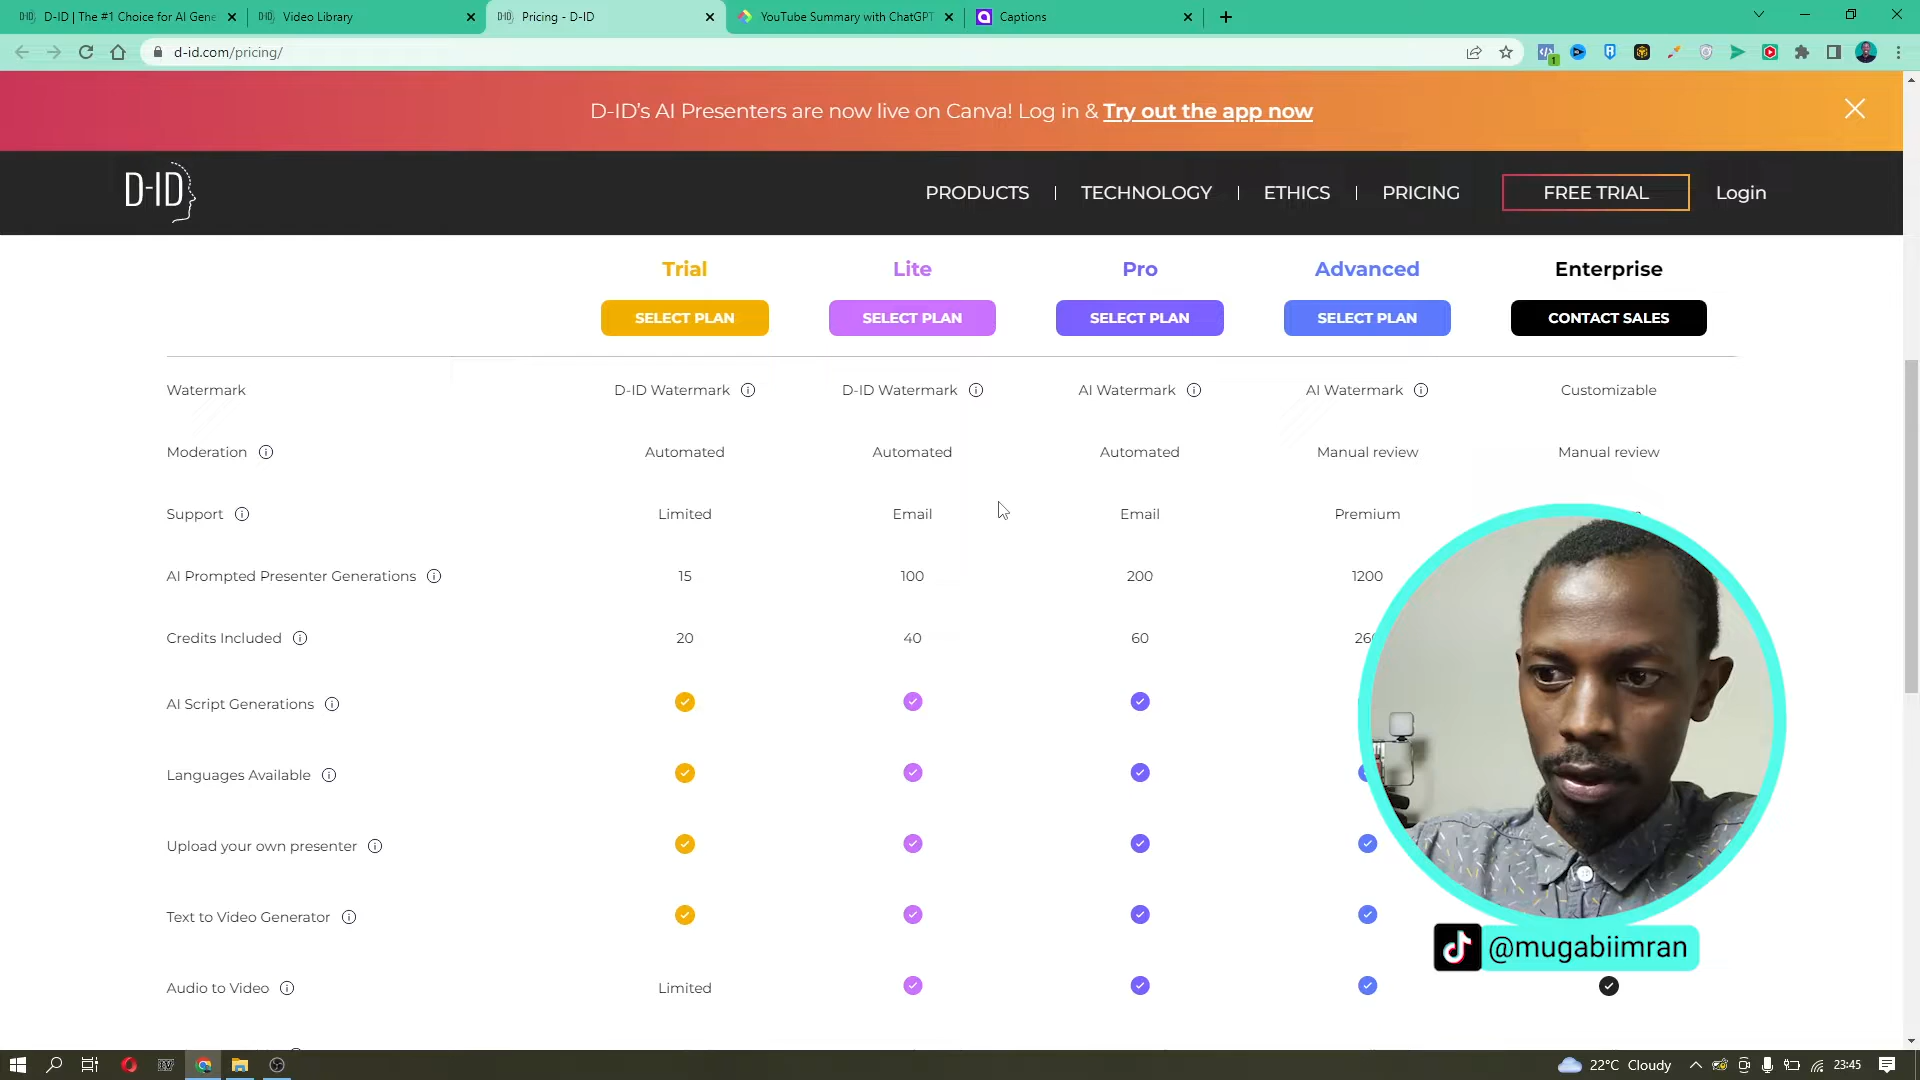 D-ID | The #1 Choice for AI Gene
Video Library
Pricing - D-ID
YouTube Summary with ChatGPT
Captions
d-id.com/pricing/
1
D-ID’s AI Presenters are now live on Canva! Log in & Try out the app now
D-ID
PRODUCTS | TECHNOLOGY | ETHICS | PRICING
FREE TRIAL
Login
Trial Lite Pro Advanced Enterprise
SELECT PLAN SELECT PLAN SELECT PLAN SELECT PLAN CONTACT SALES
Watermark D-ID Watermark D-ID Watermark AI Watermark AI Watermark Customizable
Moderation Automated Automated Automated Manual review Manual review
Support Limited Email Email Premium
AI Prompted Presenter Generations 15 100 200 1200
Credits Included 20 40 60
AI Script Generations
Languages Available
Upload your own presenter
Text to Video Generator
Audio to Video Limited
@mugabiimran
22°C Cloudy
23:45